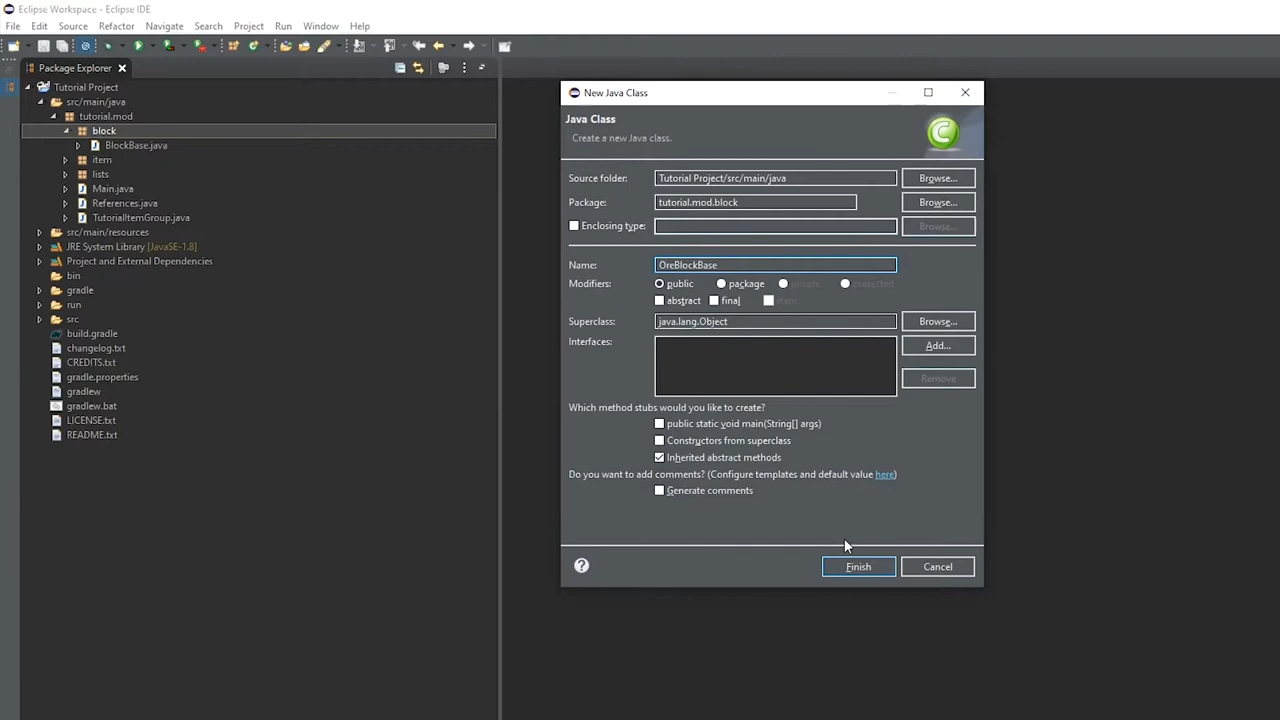 Eclipse Workspace - Eclipse IDE
File Edit Source Refactor Navigate Search Project Run Window Help
Package Explorer
Tutorial Project
src/main/java
tutorial.mod
block
BlockBase.java
item
lists
Main.java
References.java
TutorialItemGroup.java
src/main/resources
JRE System Library [JavaSE-1.8]
Project and External Dependencies
bin
gradle
run
src
build.gradle
changelog.txt
CREDITS.txt
gradle.properties
gradlew
gradlew.bat
LICENSE.txt
README.txt
New Java Class
Java Class
Create a new Java class.
Source folder: Tutorial Project/src/main/java Browse...
Package: tutorial.mod.block Browse...
Enclosing type: Browse...
Name: OreBlockBase
Modifiers: public package private protected
abstract final static
Superclass: java.lang.Object Browse...
Interfaces: Add...
Remove
Which method stubs would you like to create?
public static void main(String[] args)
Constructors from superclass
Inherited abstract methods
Do you want to add comments? (Configure templates and default value here)
Generate comments
? Finish Cancel